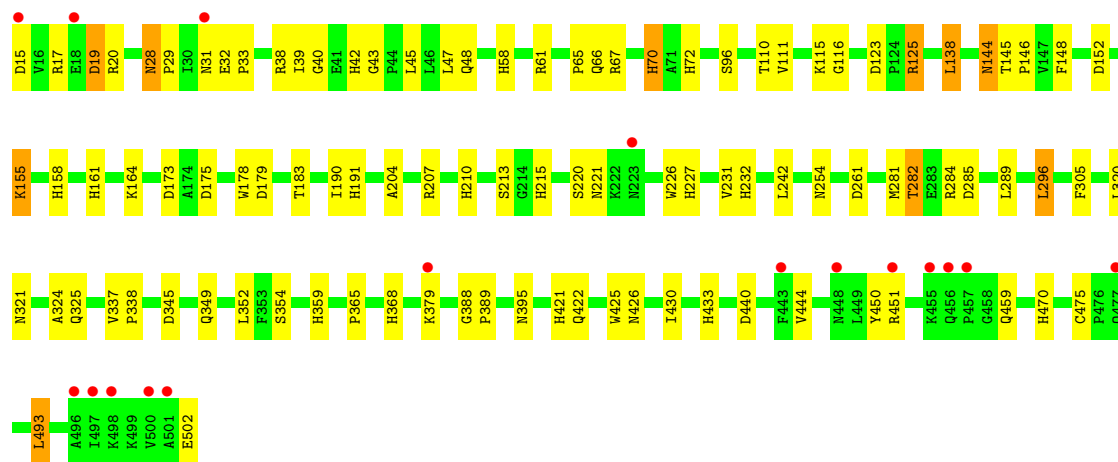 D15 V16 R17 E18 D19 R20 N28 P29 I30 N31 E32 P33 R38 I39 G40 E41 H42 G43 P44 L45 L46 L47 Q48 H58 R61 P65 Q66 R67 H70 A71 H72 S96 T110 V111 K115 G116 D123 P124 R125 L138 N144 T145 P146 V147 F148 D152
K155 H158 H161 K164 D173 A174 D175 W178 D179 T183 I190 H191 A204 R207 H210 S213 G214 H215 S220 N221 K222 N223 W226 H227 V231 H232 L242 N254 D261 M281 T282 E283 R284 D285 L289 L296 F305
N321 A324 Q325 V337 P338 D345 Q349 L352 F353 S354 H359 P365 H368 K379 G388 P389 N395 H421 Q422 W425 N426 I430 H433 D440 F443 V444 N448 L449 Y450 R451 K455 Q456 P457 G458 Q459 H470 C475 P476
L493 A496 I497 K498 K499 V500 A501 E502